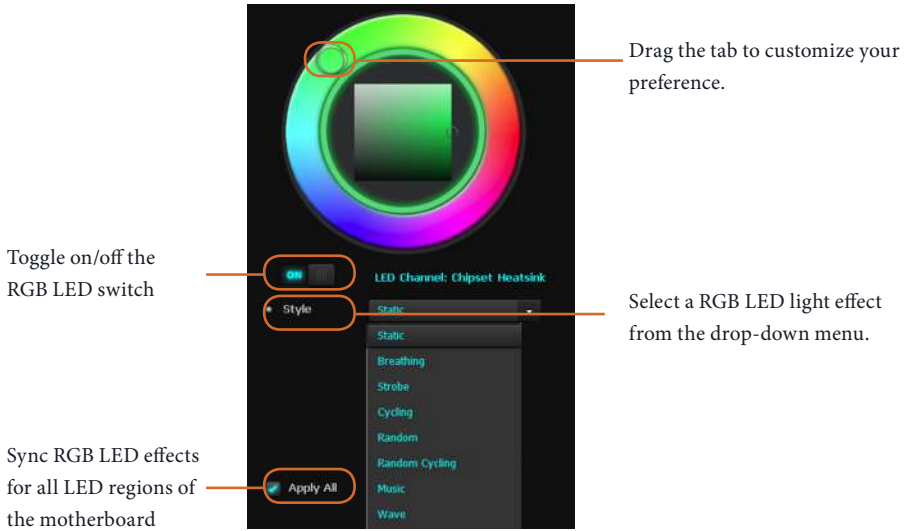 Drag the tab to customize your
preference.
Toggle on/off the
RGB LED switch
ON
LED Channel: Chipset Heatsink
Style
Static
Select a RGB LED light effect
from the drop-down menu.
Static
Breathing
Strobe
Cycling
Random
Random Cycling
Music
Wave
Sync RGB LED effects
for all LED regions of
the motherboard
Apply All